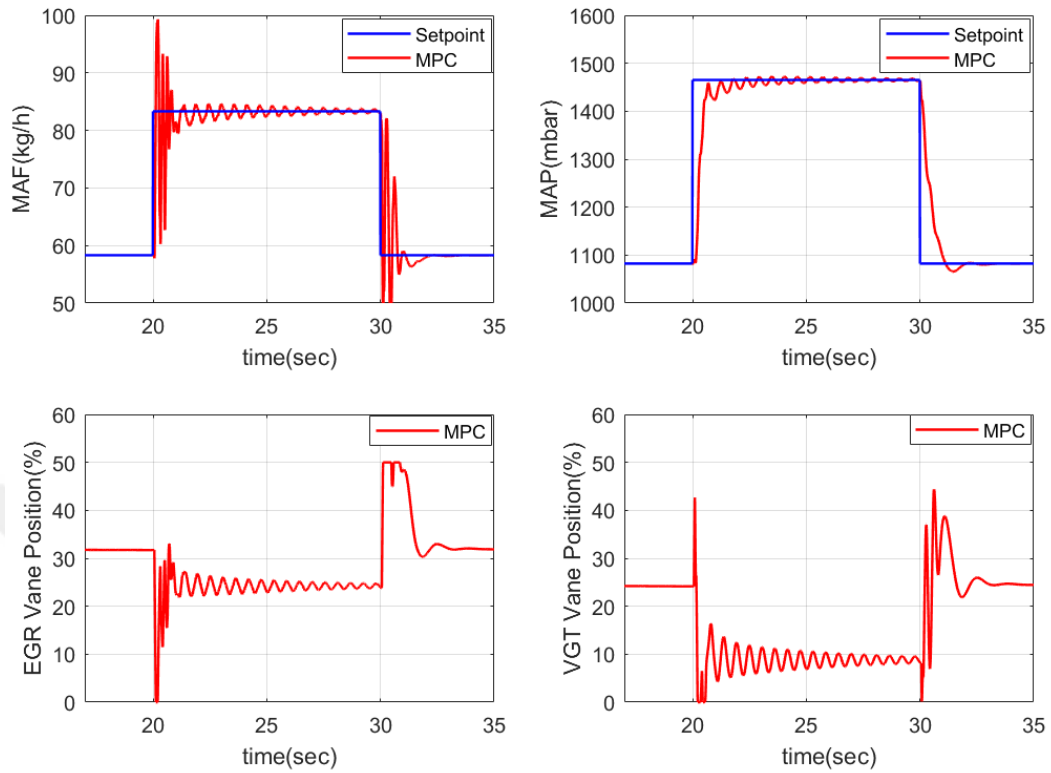 MAF(kg/h)
100
90
80
70
60
50
Setpoint
MPC
20 25 30 35
time(sec)
MAP(mbar)
1600
1500
1400
1300
1200
1100
1000
Setpoint
MPC
20 25 30 35
time(sec)
EGR Vane Position(%)
60
50
40
30
20
10
0
MPC
20 25 30 35
time(sec)
VGT Vane Position(%)
60
50
40
30
20
10
0
MPC
20 25 30 35
time(sec)